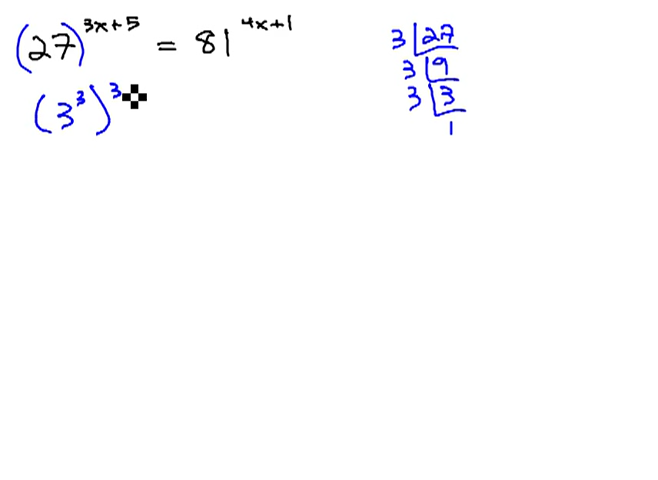 (27)^{3x+5} = 81^{4x+1}
(3^3)^3
3 | 27
3 | 9
3 | 3
1